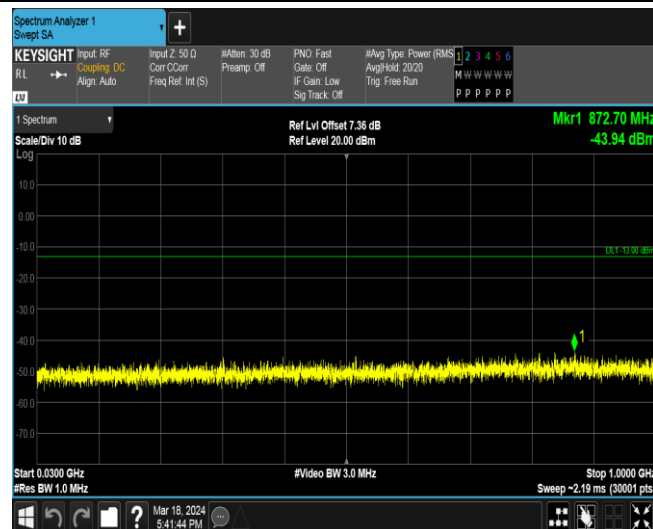 Spectrum Analyzer 1
Swept SA
+
KEYSIGHT
RL
LXI
Input: RF
Coupling: DC
Align: Auto
Input Z: 50 Ω
Corr CCorr
Freq Ref: Int (S)
#Atten: 30 dB
Preamp: Off
PNO: Fast
Gate: Off
IF Gain: Low
Sig Track: Off
#Avg Type: Power (RMS
Avg|Hold: 20/20
Trig: Free Run
1 2 3 4 5 6
M W W W W W
P P P P P P
1 Spectrum
Scale/Div 10 dB
Log
Ref Lvl Offset 7.36 dB
Ref Level 20.00 dBm
Mkr1 872.70 MHz
-43.94 dBm
10.0
0.00
-10.0
DL1 -13.00 dBm
-20.0
-30.0
-40.0
1
-50.0
-60.0
-70.0
Start 0.0300 GHz
#Video BW 3.0 MHz
Stop 1.0000 GHz
#Res BW 1.0 MHz
Sweep ~2.19 ms (30001 pts
?
Mar 18, 2024
5:41:44 PM